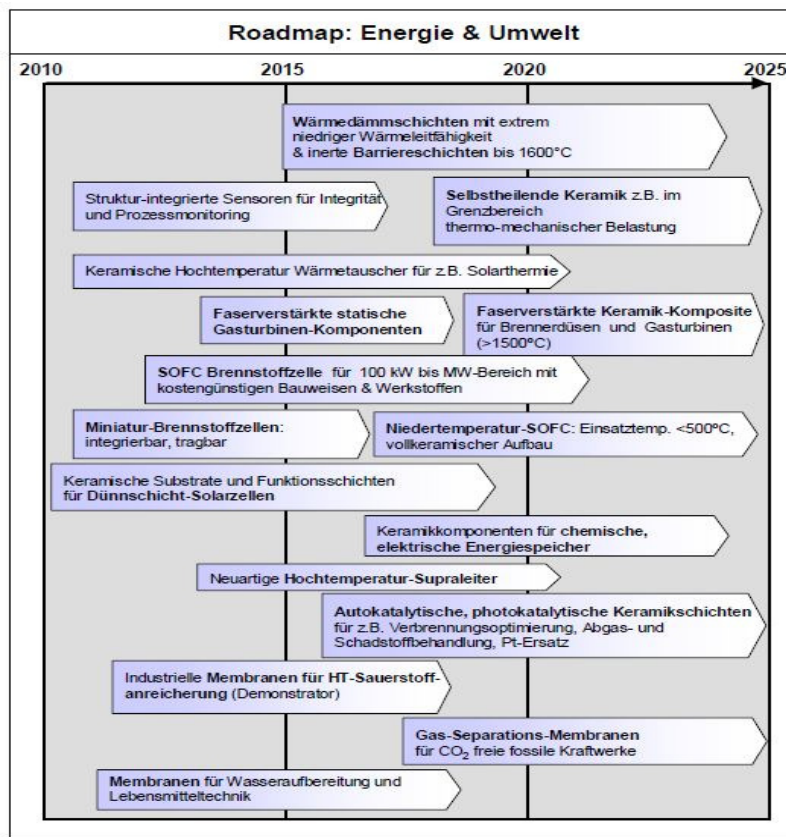 Roadmap: Energie & Umwelt
2010 2015 2020 2025
Wärmedämmschichten mit extrem
niedriger Wärmeleitfähigkeit
& inerte Barriereschichten bis 1600°C
Struktur-integrierte Sensoren für Integrität
und Prozessmonitoring
Selbstheilende Keramik z.B. im
Grenzbereich
thermo-mechanischer Belastung
Keramische Hochtemperatur Wärmetauscher für z.B. Solarthermie
Faserverstärkte statische
Gasturbinen-Komponenten
Faserverstärkte Keramik-Komposite
für Brennerdüsen und Gasturbinen
(>1500ºC)
SOFC Brennstoffzelle für 100 kW bis MW-Bereich mit
kostengünstigen Bauweisen & Werkstoffen
Miniatur-Brennstoffzellen:
integrierbar, tragbar
Niedertemperatur-SOFC: Einsatztemp. <500ºC,
vollkeramischer Aufbau
Keramische Substrate und Funktionsschichten
für Dünnschicht-Solarzellen
Keramikkomponenten für chemische,
elektrische Energiespeicher
Neuartige Hochtemperatur-Supraleiter
Autokatalytische, photokatalytische Keramikschichten
für z.B. Verbrennungsoptimierung, Abgas- und
Schadstoffbehandlung, Pt-Ersatz
Industrielle Membranen für HT-Sauerstoff-
anreicherung (Demonstrator)
Gas-Separations-Membranen
für CO₂ freie fossile Kraftwerke
Membranen für Wasseraufbereitung und
Lebensmitteltechnik